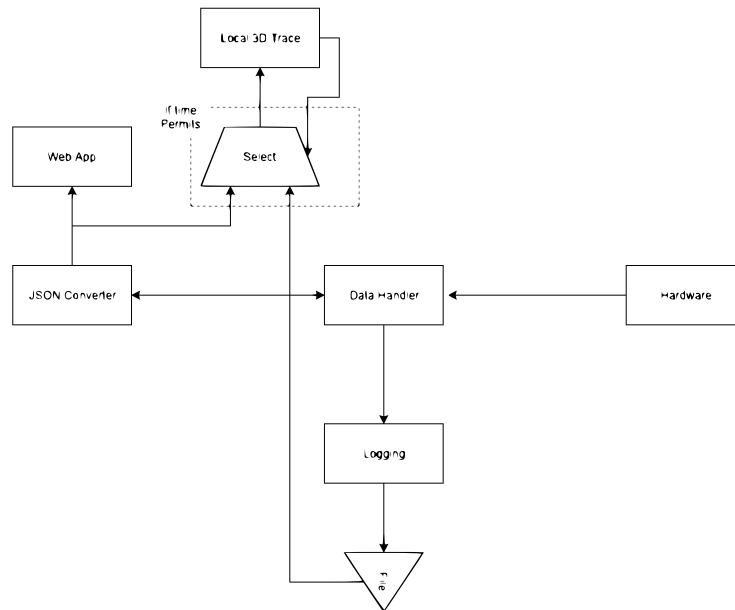 Local 3D Trace
If time
Permits
Select
Web App
JSON Converter
Data Handler
Hardware
Logging
File